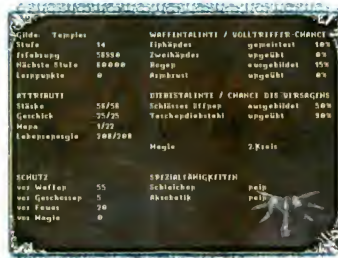 Gilde: Templer
Stufe 14
Erfahrung 58990
Nächste Stufe 60000
Lernpunkte 0
WAFFENTALENTE / VOLLTREFFER-CHANCE
Einhänder gemeistert 10%
Zweihänder ungeübt 0%
Bogen ausgebildet 15%
Armbrust ungeübt 0%
ATTRIBUTE
Stärke
Geschick 25/25
Mana 1/22
Lebensenergie 208/208
DIEBESTALENTE / CHANCE DES VERSAGENS
Schlösser öffnen ausgebildet 50%
Taschendiebstahl ungeübt 90%
Magie 2.Kreis
SCHUTZ
vor Waffen 55
vor Geschossen 5
vor Feuer 20
vor Magie 0
SPEZIALFÄHIGKEITEN
Schleichen nein
Akrobatik nein